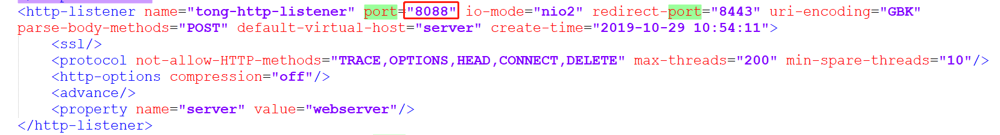 <http-listener name="tong-http-listener" port="8088" io-mode="nio2" redirect-port="8443" uri-encoding="GBK"
parse-body-methods="POST" default-virtual-host="server" create-time="2019-10-29 10:54:11">
<ssl/>
<protocol not-allow-HTTP-methods="TRACE,OPTIONS,HEAD,CONNECT,DELETE" max-threads="200" min-spare-threads="10"/>
<http-options compression="off"/>
<advance/>
<property name="server" value="webserver"/>
</http-listener>